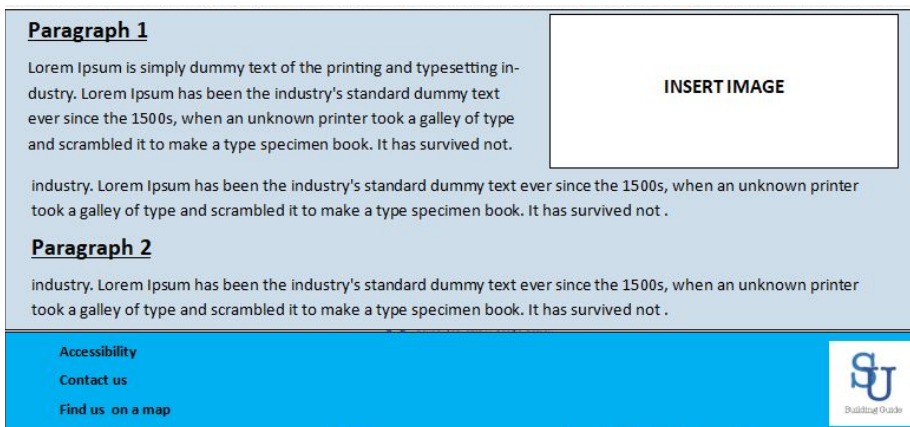 Paragraph 1
Lorem Ipsum is simply dummy text of the printing and typesetting in-
dustry. Lorem Ipsum has been the industry's standard dummy text
ever since the 1500s, when an unknown printer took a galley of type
and scrambled it to make a type specimen book. It has survived not.
INSERT IMAGE
industry. Lorem Ipsum has been the industry's standard dummy text ever since the 1500s, when an unknown printer
took a galley of type and scrambled it to make a type specimen book. It has survived not .
Paragraph 2
industry. Lorem Ipsum has been the industry's standard dummy text ever since the 1500s, when an unknown printer
took a galley of type and scrambled it to make a type specimen book. It has survived not .
Accessibility
Contact us
Find us on a map
SU
Building Guide